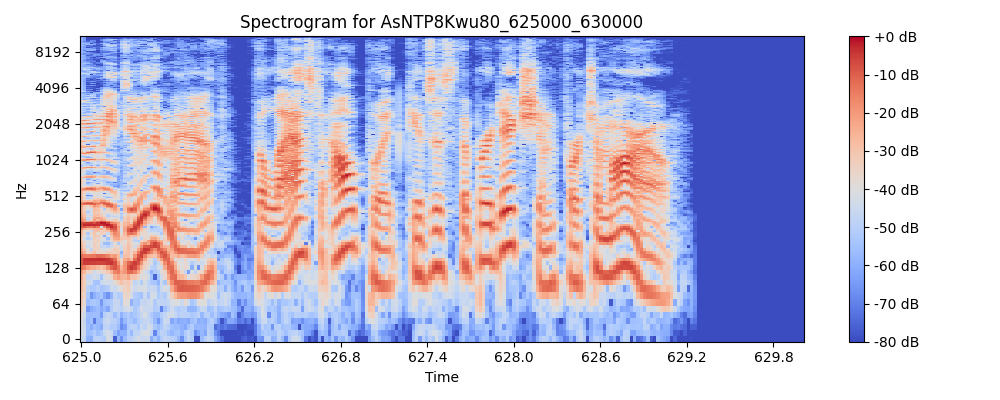 Spectrogram for AsNTP8Kwu80_625000_630000
+0 dB
8192
-10 dB
4096
-20 dB
2048
-30 dB
1024
Hz
-40 dB
512
-50 dB
256
-60 dB
128
64
-70 dB
0
-80 dB
625.0 625.6 626.2 626.8 627.4 628.0 628.6 629.2 629.8
Time